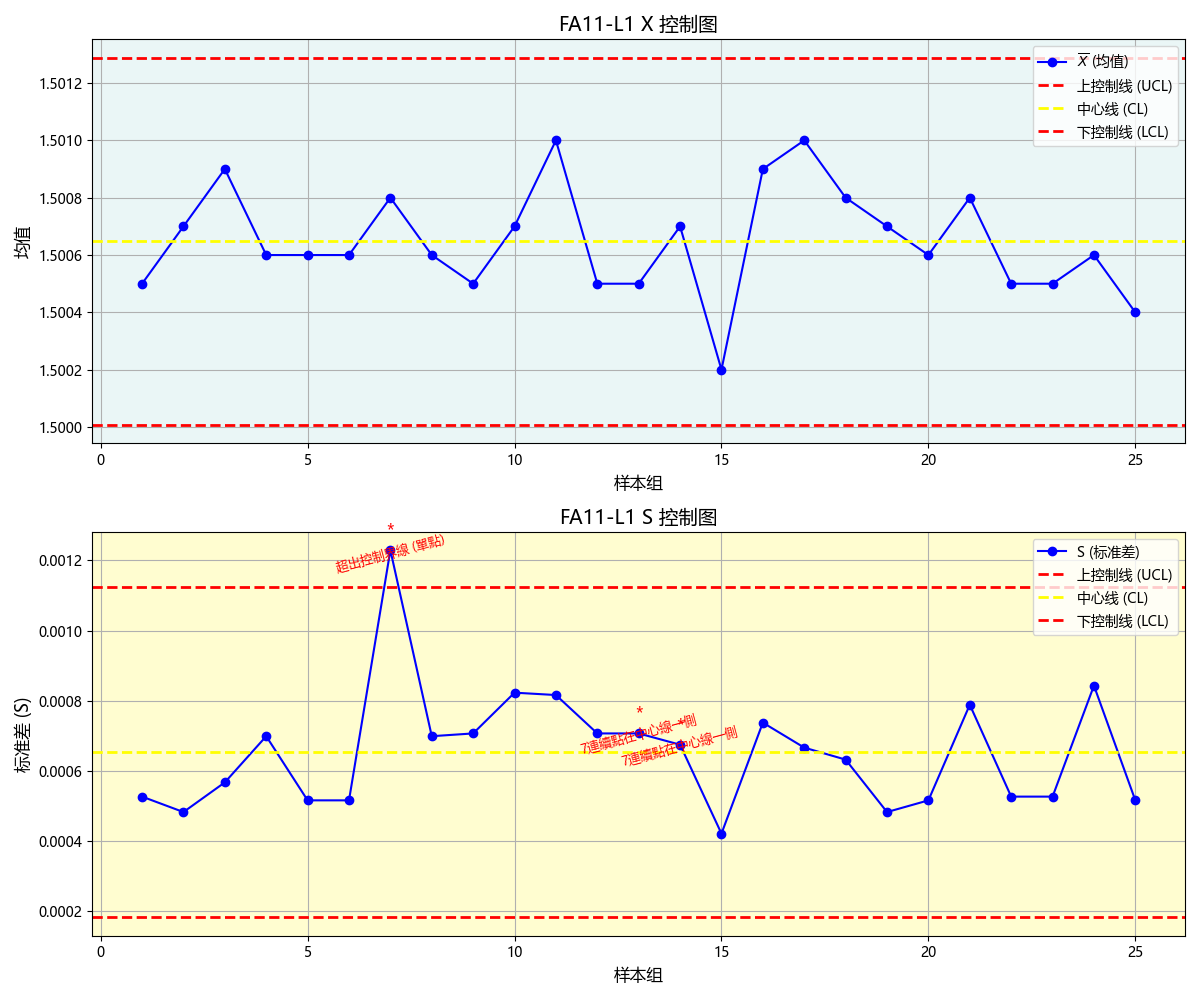 FA11-L1 X 控制图
X (均值)
上控制线 (UCL)
中心线 (CL)
下控制线 (LCL)
均值
1.5012
1.5010
1.5008
1.5006
1.5004
1.5002
1.5000
0 5 10 15 20 25
样本组
FA11-L1 S 控制图
*
超出控制界線 (單點)
S (标准差)
上控制线 (UCL)
中心线 (CL)
下控制线 (LCL)
标准差 (S)
0.0012
0.0010
0.0008
0.0006
0.0004
0.0002
*
7連續點在中心線一側
*
7連續點在中心線一側
0 5 10 15 20 25
样本组